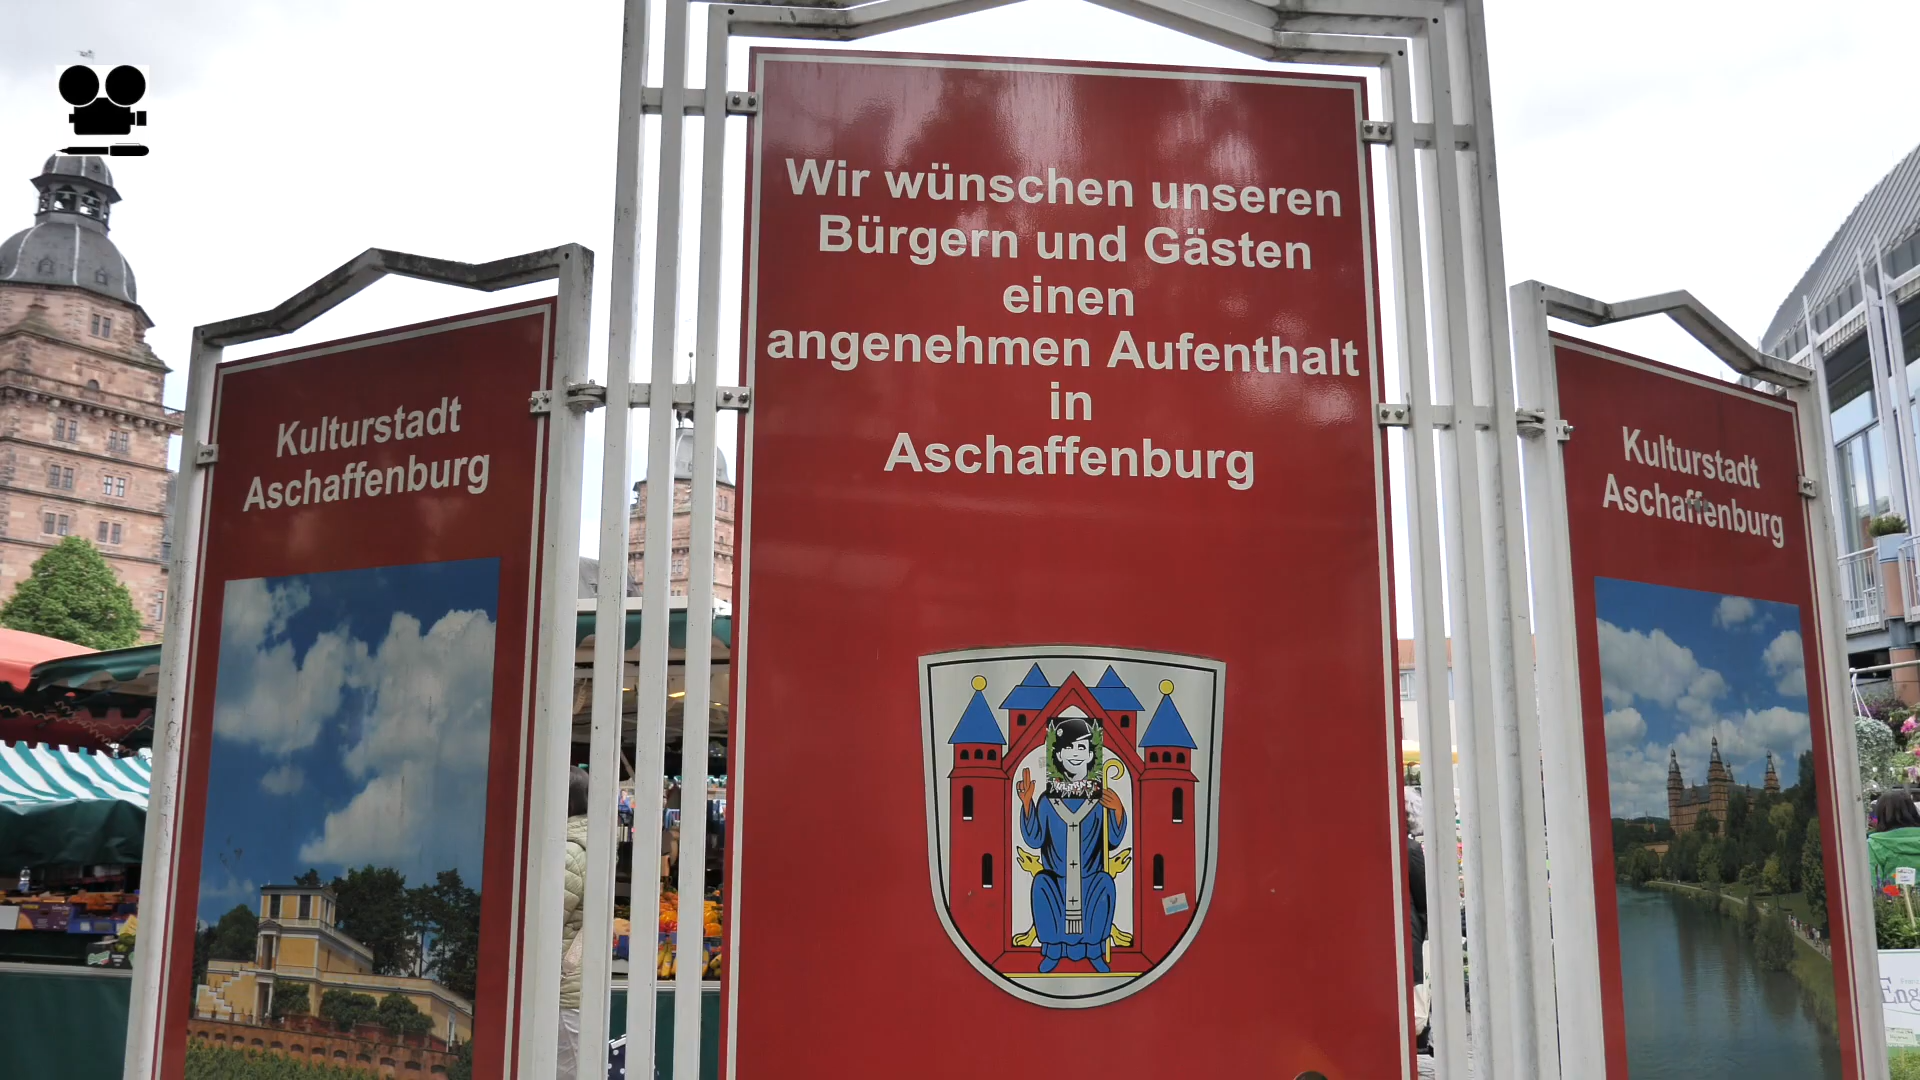 Kulturstadt
Aschaffenburg
Wir wünschen unseren
Bürgern und Gästen
einen
angenehmen Aufenthalt
in
Aschaffenburg
Kulturstadt
Aschaffenburg